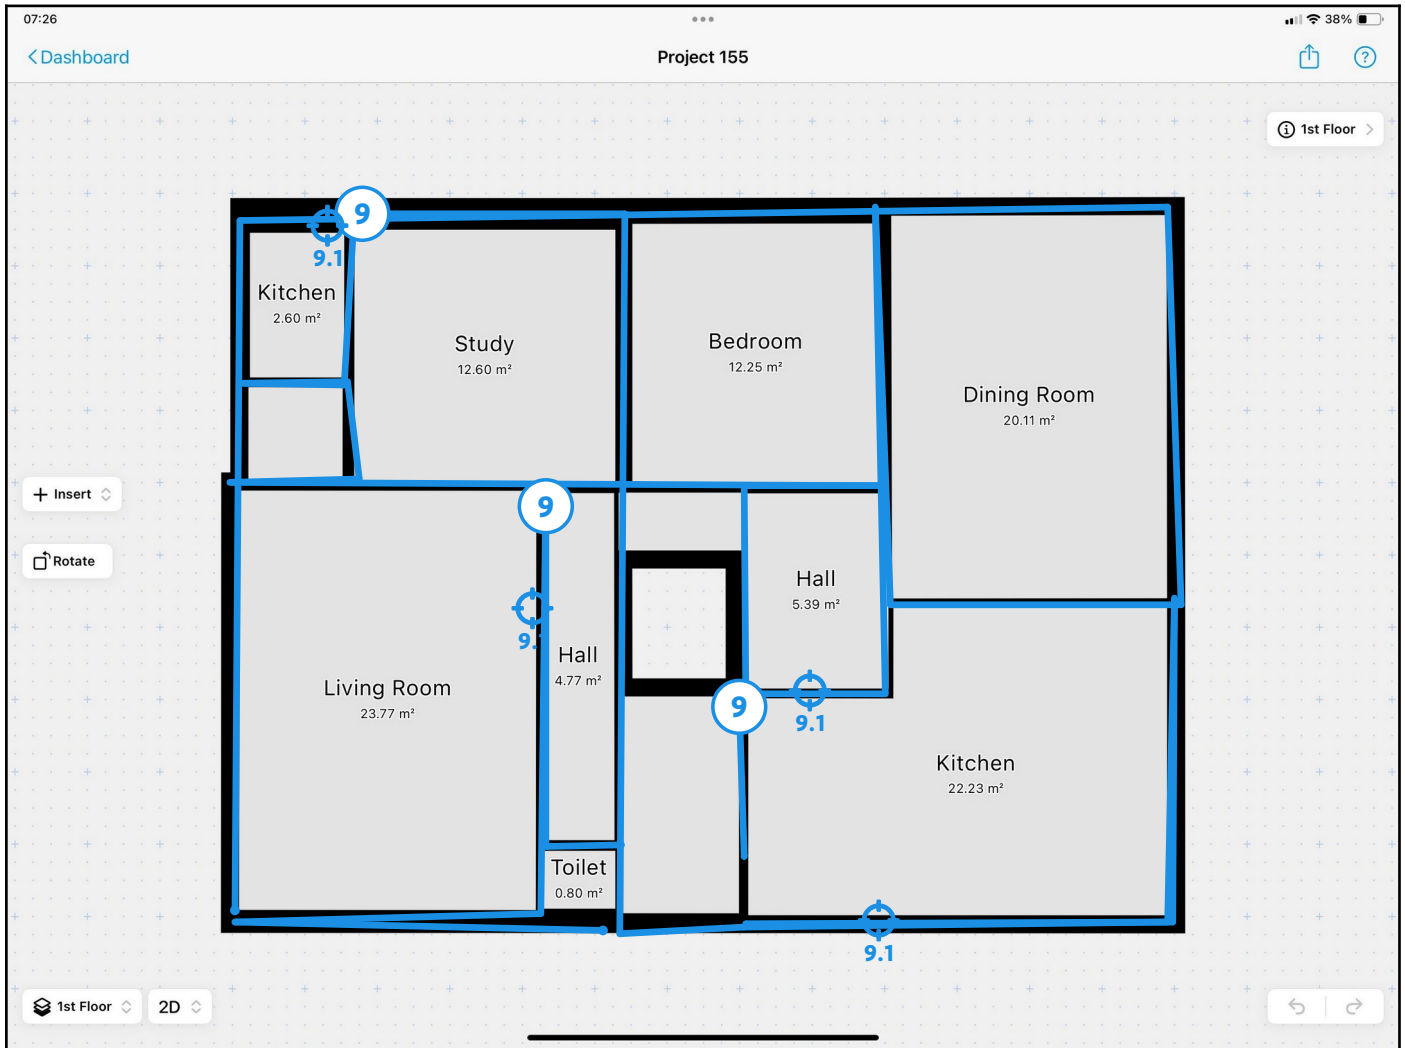 07:26
38%
Dashboard
Project 155
1st Floor
9
9.1
Kitchen
2.60 m²
Study
12.60 m²
Bedroom
12.25 m²
Dining Room
20.11 m²
Insert
Rotate
9
9.
Hall
5.39 m²
Hall
4.77 m²
Living Room
23.77 m²
9
9.1
Kitchen
22.23 m²
Toilet
0.80 m²
9.1
1st Floor
2D